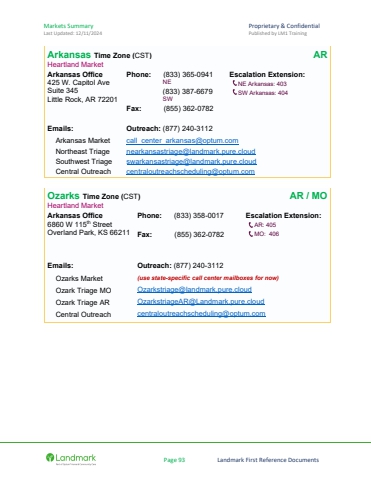 Markets Summary
Proprietary & Confidential
Last Updated: 12/11/2024
Published by LM1 Training
Arkansas Time Zone (CST) AR
Heartland Market
Arkansas Office Phone: (833) 365-0941 Escalation Extension:
425 W. Capitol Ave NE NE Arkansas: 403
Suite 345 (833) 387-6679 SW Arkansas: 404
Little Rock, AR 72201 SW
Fax: (855) 362-0782
Emails: Outreach: (877) 240-3112
Arkansas Market call_center_arkansas@optum.com
Northeast Triage nearkansastriage@landmark.pure.cloud
Southwest Triage swarkansastriage@landmark.pure.cloud
Central Outreach centraloutreachscheduling@optum.com
Ozarks Time Zone (CST) AR / MO
Heartland Market
Arkansas Office Phone: (833) 358-0017 Escalation Extension:
6860 W 115th Street AR: 405
Overland Park, KS 66211 Fax: (855) 362-0782 MO: 406
Emails: Outreach: (877) 240-3112
Ozarks Market (use state-specific call center mailboxes for now)
Ozark Triage MO Ozarkstriage@landmark.pure.cloud
Ozark Triage AR OzarkstriageAR@Landmark.pure.cloud
Central Outreach centraloutreachscheduling@optum.com
Landmark
Page 93
Landmark First Reference Documents